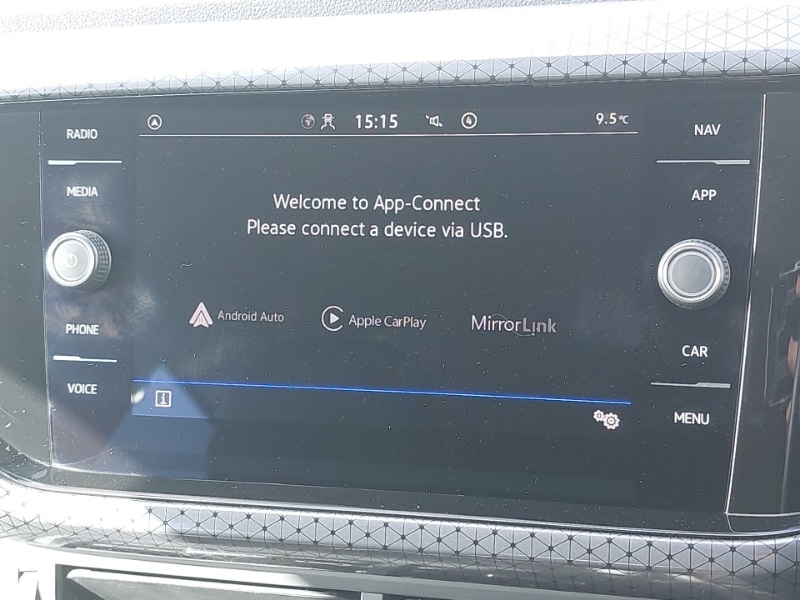 RADIO
MEDIA
PHONE
VOICE
15:15
4
9.5°C
Welcome to App-Connect
Please connect a device via USB.
Android Auto
Apple CarPlay
MirrorLink
i
NAV
APP
CAR
MENU